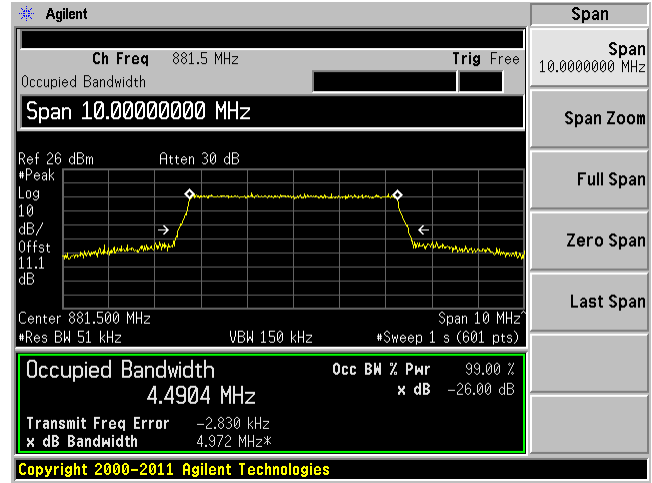 Agilent
Span
Ch Freq 881.5 MHz Trig Free
Occupied Bandwidth
Span 10.00000000 MHz
Ref 26 dBm Atten 30 dB
#Peak
Log
10
dB/
Offst
11.1
dB
Center 881.500 MHz Span 10 MHz^
#Res BW 51 kHz VBW 150 kHz #Sweep 1 s (601 pts)
Occupied Bandwidth
4.4904 MHz
Occ BW % Pwr 99.00 %
x dB -26.00 dB
Transmit Freq Error -2.830 kHz
x dB Bandwidth 4.972 MHz*
Copyright 2000-2011 Agilent Technologies
Span
10.0000000 MHz
Span Zoom
Full Span
Zero Span
Last Span